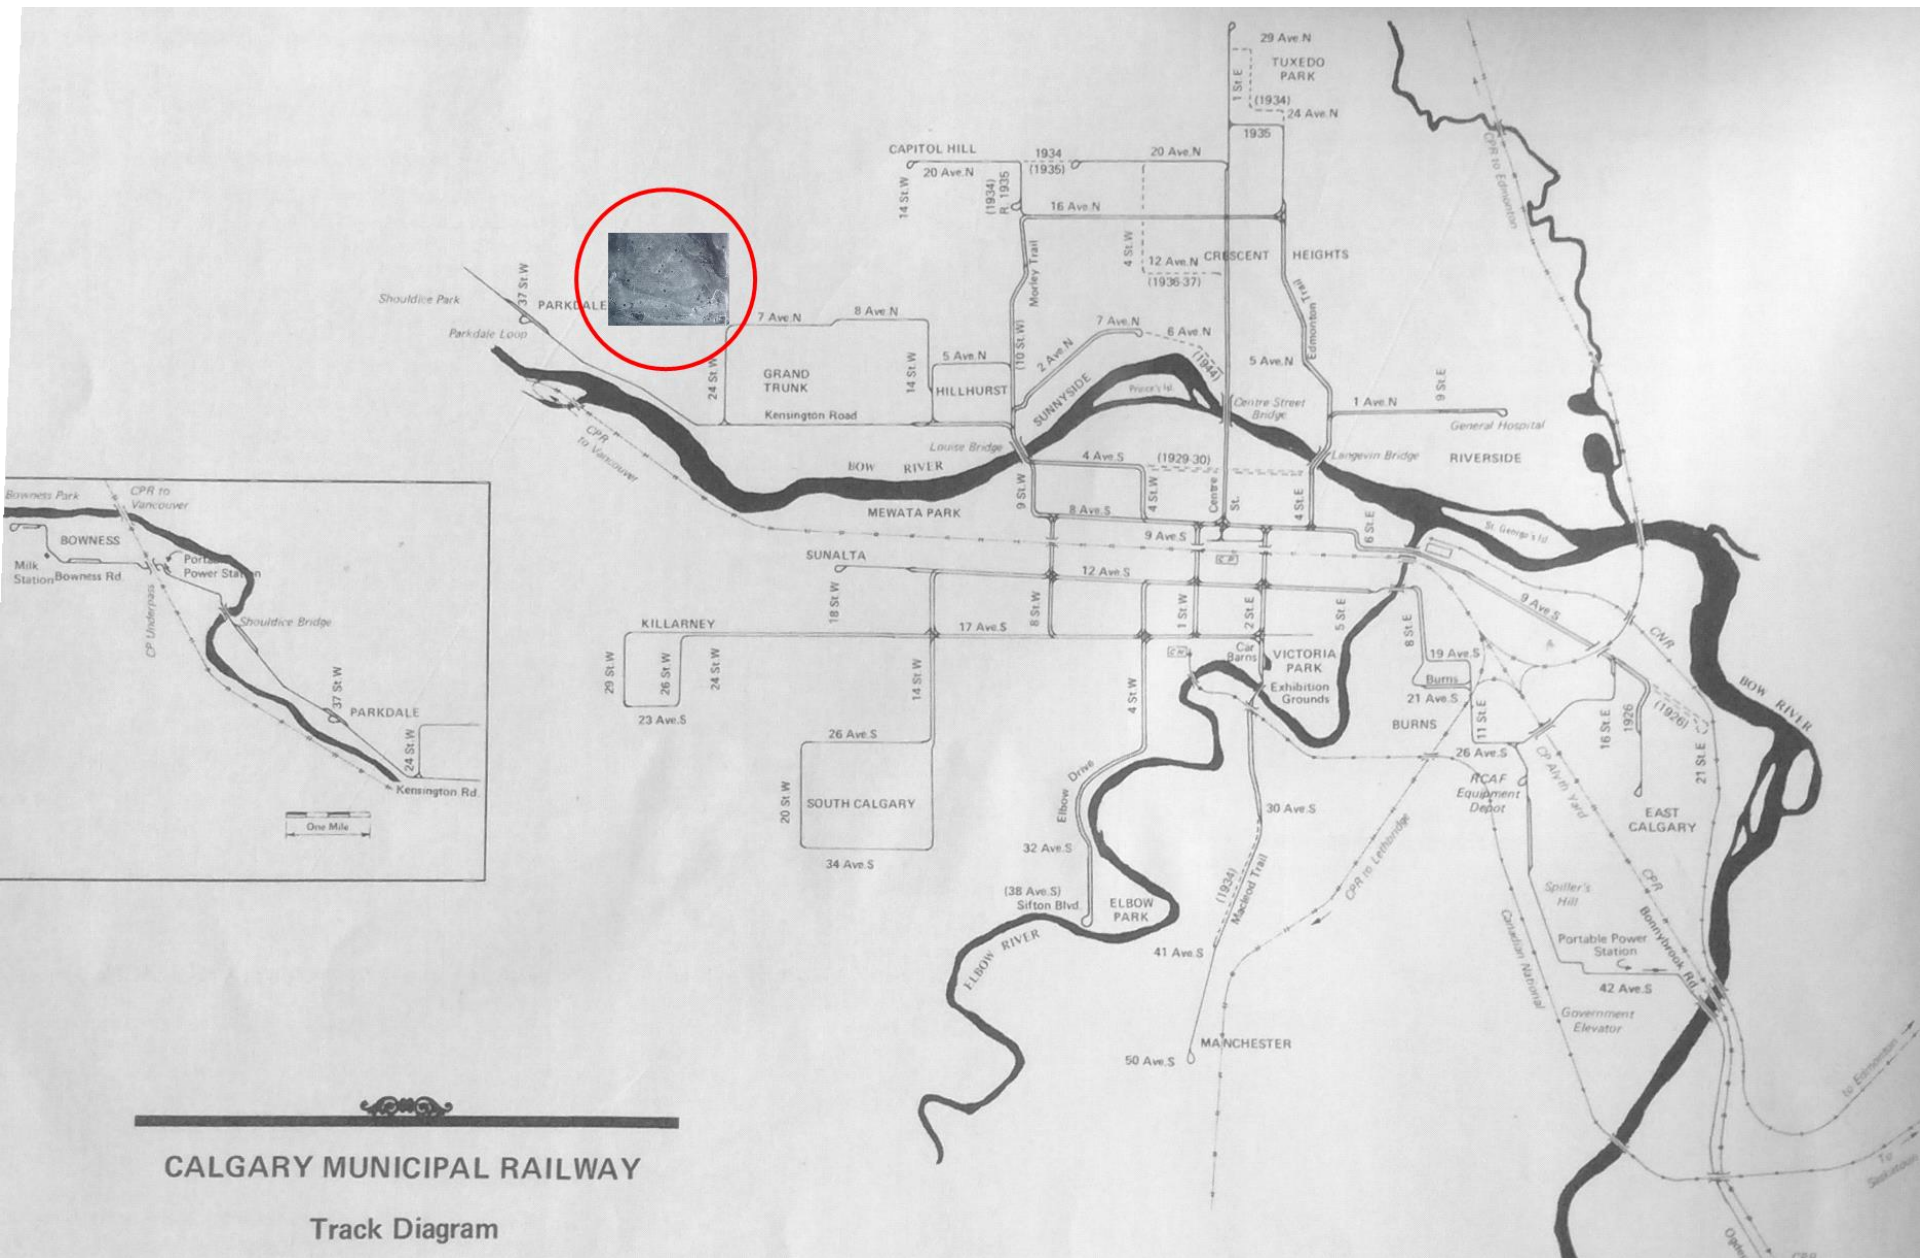 29 Ave.N
TUXEDO
PARK
1 St.E
(1934)
24 Ave.N
1935
CPR to Edmonton
CAPITOL HILL
20 Ave.N
14 St.W
(1934)
R. 1935
1934
(1935)
20 Ave.N
16 Ave.N
4 St.W
12 Ave.N
(1936-37)
CRESCENT HEIGHTS
Morley Trail
(10 St.W)
Edmonton Trail
Shouldice Park
37 St.W
PARKDALE
Parkdale Loop
7 Ave.N
8 Ave.N
24 St.W
GRAND
TRUNK
14 St.W
5 Ave.N
HILLHURST
Kensington Road
2 Ave.N
7 Ave.N
6 Ave.N
(1944)
SUNNYSIDE
Prince's Isl.
5 Ave.N
Centre Street
Bridge
1 Ave.N
9 St.E
General Hospital
RIVERSIDE
Langevin Bridge
CPR
to Vancouver
Louise Bridge
BOW RIVER
MEWATA PARK
4 Ave.S
(1929-30)
9 St.W
4 St.W
Centre
St.
4 St.E
8 Ave.S
9 Ave.S
6 St.E
St. George's Isl.
CP
SUNALTA
18 St.W
12 Ave.S
8 St.W
1 St.W
2 St.E
5 St.E
9 Ave.S
CNR
KILLARNEY
17 Ave.S
29 St.W
26 St.W
24 St.W
23 Ave.S
14 St.W
4 St.W
CN
Car
Barns
VICTORIA
PARK
Exhibition
Grounds
8 St.E
19 Ave.S
Burns
21 Ave.S
BURNS
11 St.E
26 Ave.S
16 St.E
1926
(1926)
21 St.E
BOW RIVER
26 Ave.S
20 St.W
SOUTH CALGARY
34 Ave.S
Elbow Drive
32 Ave.S
(38 Ave.S)
Sifton Blvd.
ELBOW
PARK
ELBOW RIVER
30 Ave.S
(1934)
Macleod Trail
41 Ave.S
50 Ave.S
MANCHESTER
CPR to Lethbridge
RCAF
Equipment
Depot
CP Alyth Yard
EAST
CALGARY
Spiller's
Hill
CPR
Bonnybrook Rd.
Portable Power
Station
42 Ave.S
Canadian National
Government
Elevator
to Edmonton
To
Saskatoon
Bowness Park
CPR to
Vancouver
BOWNESS
Milk
Station
Bowness Rd.
Power Station
CP Underpass
Shouldice Bridge
37 St.W
PARKDALE
24 St.W
Kensington Rd.
One Mile
CALGARY MUNICIPAL RAILWAY
Track Diagram